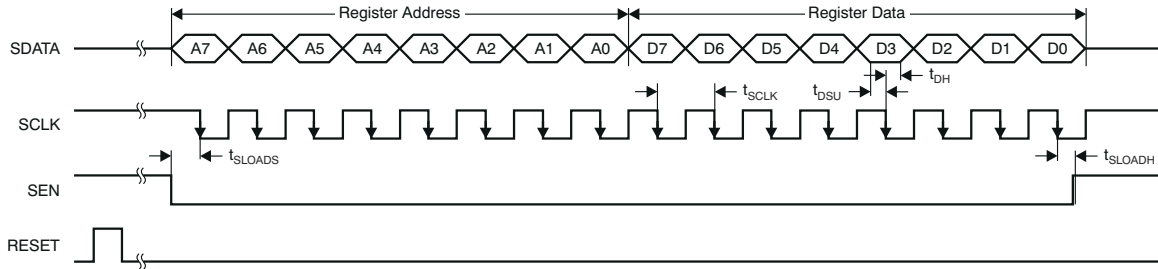 Register Address Register Data
SDATA A7 A6 A5 A4 A3 A2 A1 A0 D7 D6 D5 D4 D3 D2 D1 D0
tSCLK tDSU tDH
SCLK
tSLOADS tSLOADH
SEN
RESET